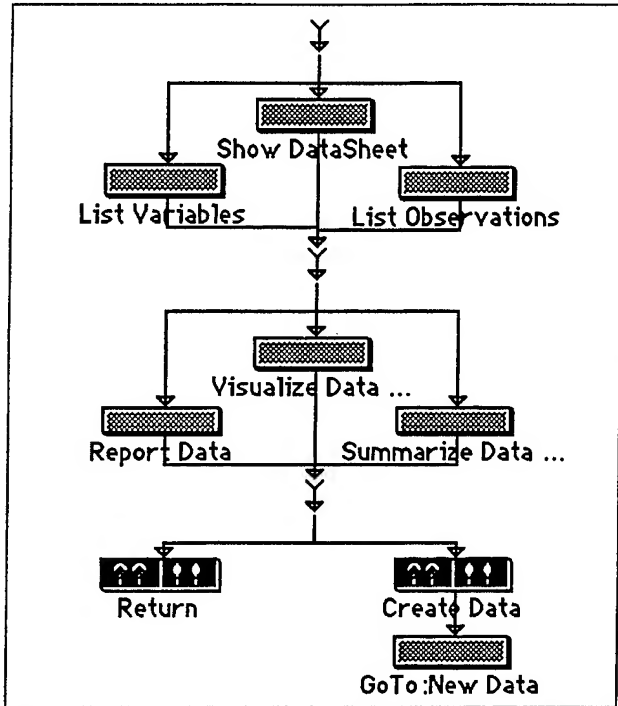 Show DataSheet
List Variables
List Observations
Visualize Data ...
Report Data
Summarize Data ...
Return
Create Data
GoTo:New Data